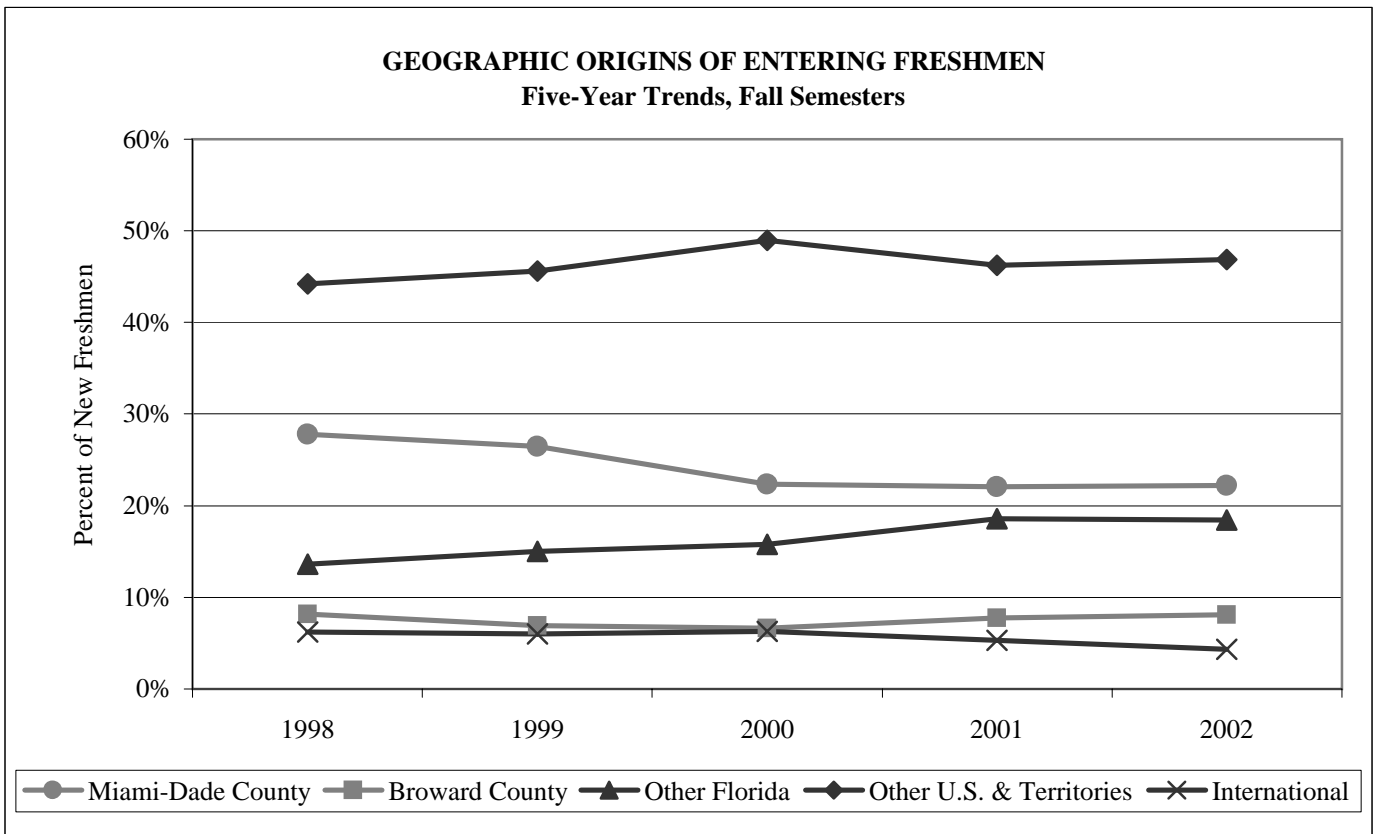 GEOGRAPHIC ORIGINS OF ENTERING FRESHMEN
Five-Year Trends, Fall Semesters
60%
50%
40%
30%
20%
10%
0%
Percent of New Freshmen
1998 1999 2000 2001 2002
Miami-Dade County Broward County Other Florida Other U.S. & Territories International